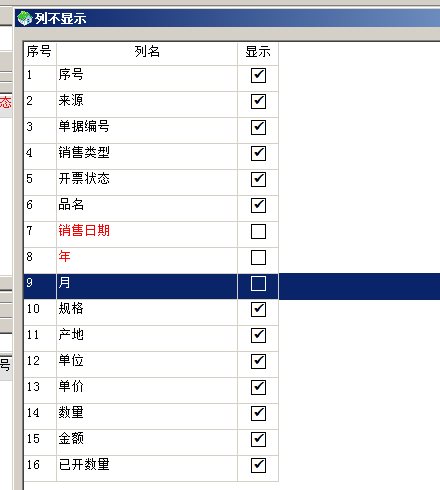 列不显示
序号 列名 显示
1 序号
2 来源
3 单据编号
4 销售类型
5 开票状态
6 品名
7 销售日期
8 年
9 月
10 规格
11 产地
12 单位
13 单价
14 数量
15 金额
16 已开数量
态
号